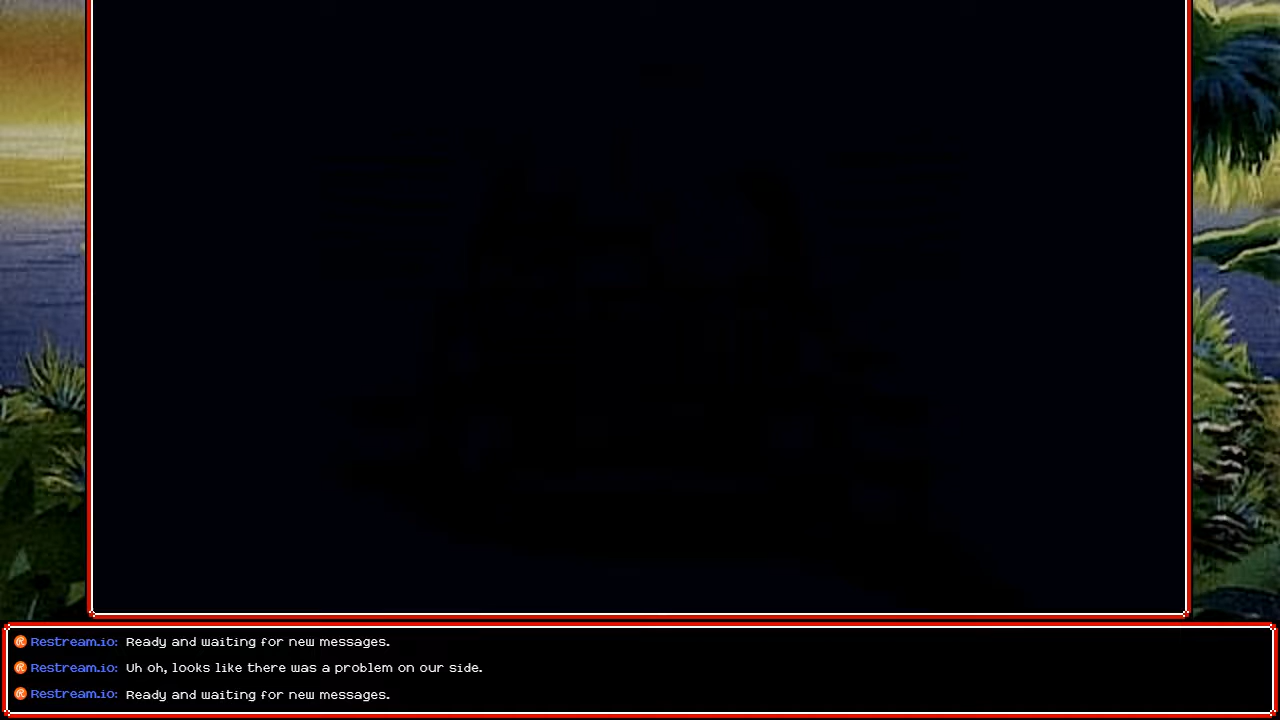 Restream.io: Ready and waiting for new messages.
Restream.io: Uh oh, looks like there was a problem on our side.
Restream.io: Ready and waiting for new messages.